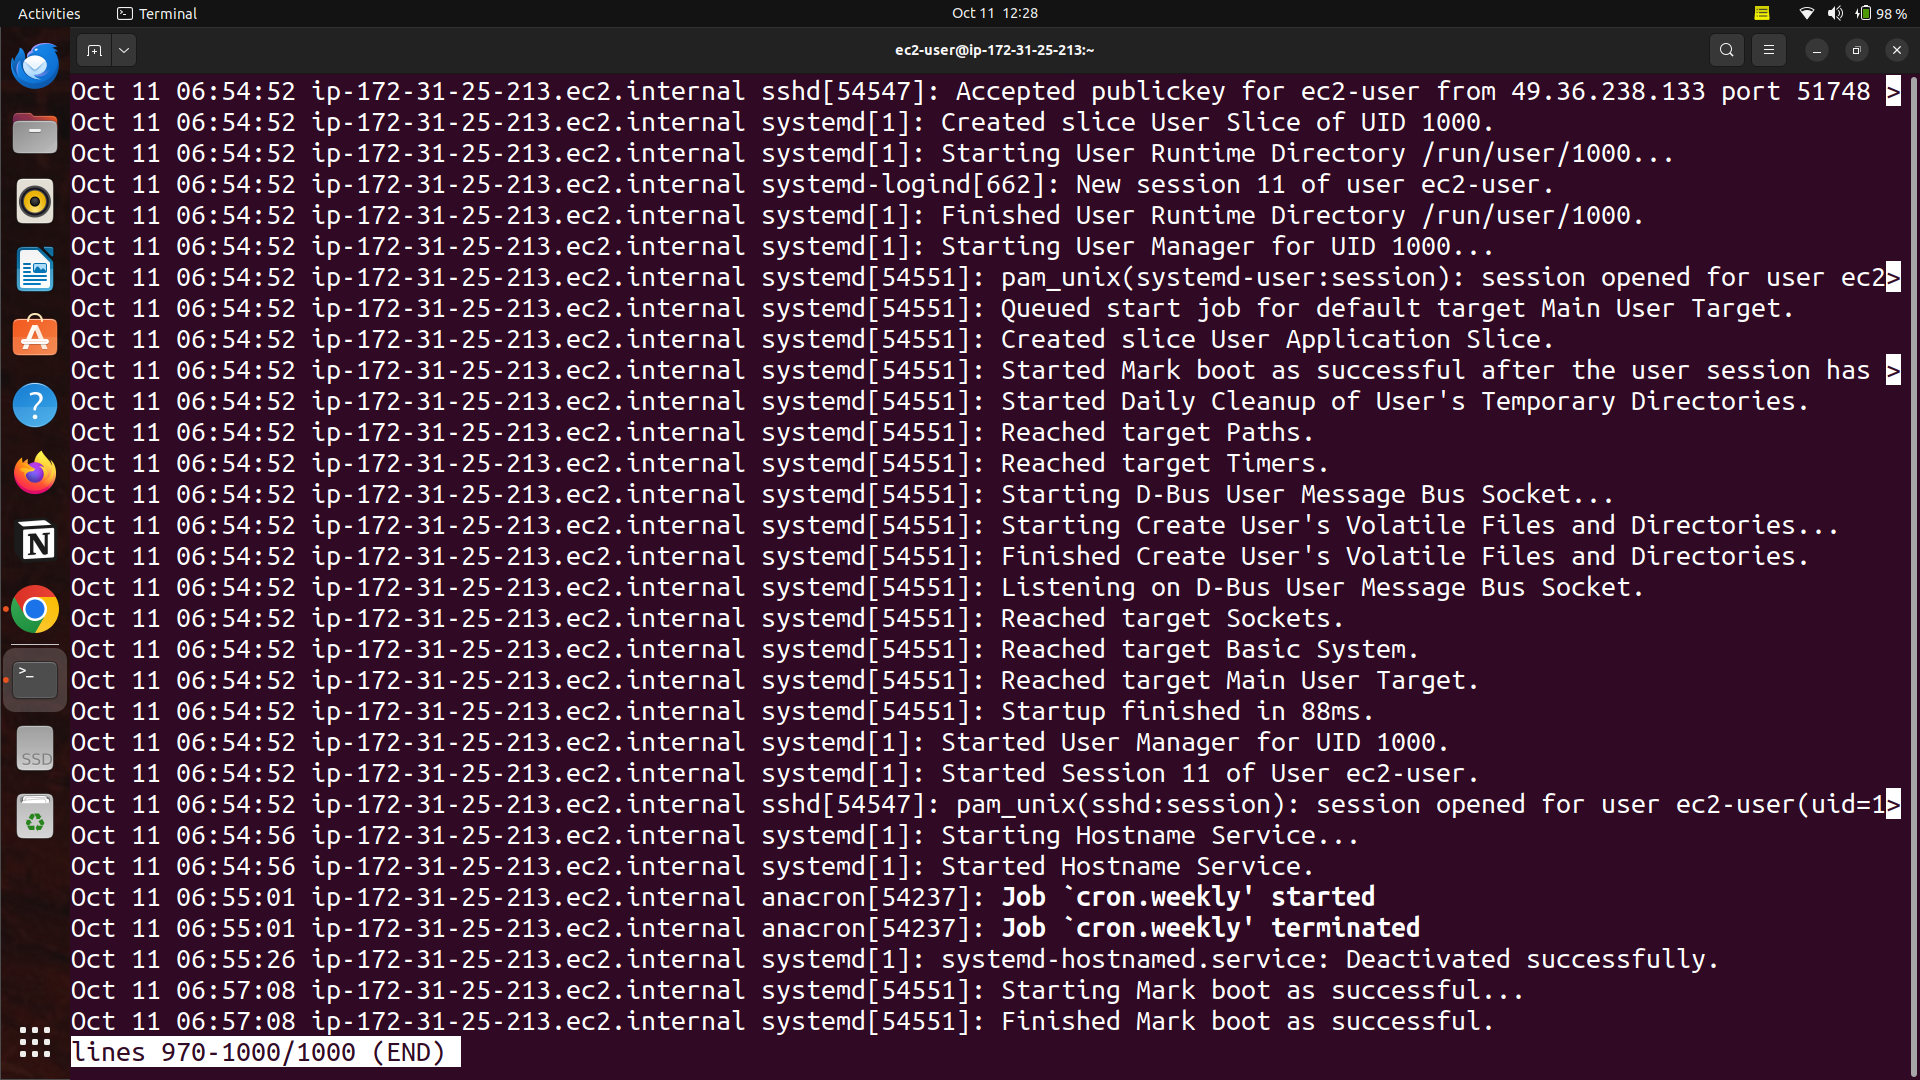 Activities Terminal Oct 11 12:28 98 %
ec2-user@ip-172-31-25-213:~
Oct 11 06:54:52 ip-172-31-25-213.ec2.internal sshd[54547]: Accepted publickey for ec2-user from 49.36.238.133 port 51748 >
Oct 11 06:54:52 ip-172-31-25-213.ec2.internal systemd[1]: Created slice User Slice of UID 1000.
Oct 11 06:54:52 ip-172-31-25-213.ec2.internal systemd[1]: Starting User Runtime Directory /run/user/1000...
Oct 11 06:54:52 ip-172-31-25-213.ec2.internal systemd-logind[662]: New session 11 of user ec2-user.
Oct 11 06:54:52 ip-172-31-25-213.ec2.internal systemd[1]: Finished User Runtime Directory /run/user/1000.
Oct 11 06:54:52 ip-172-31-25-213.ec2.internal systemd[1]: Starting User Manager for UID 1000...
Oct 11 06:54:52 ip-172-31-25-213.ec2.internal systemd[54551]: pam_unix(systemd-user:session): session opened for user ec2>
Oct 11 06:54:52 ip-172-31-25-213.ec2.internal systemd[54551]: Queued start job for default target Main User Target.
Oct 11 06:54:52 ip-172-31-25-213.ec2.internal systemd[54551]: Created slice User Application Slice.
Oct 11 06:54:52 ip-172-31-25-213.ec2.internal systemd[54551]: Started Mark boot as successful after the user session has >
Oct 11 06:54:52 ip-172-31-25-213.ec2.internal systemd[54551]: Started Daily Cleanup of User's Temporary Directories.
Oct 11 06:54:52 ip-172-31-25-213.ec2.internal systemd[54551]: Reached target Paths.
Oct 11 06:54:52 ip-172-31-25-213.ec2.internal systemd[54551]: Reached target Timers.
Oct 11 06:54:52 ip-172-31-25-213.ec2.internal systemd[54551]: Starting D-Bus User Message Bus Socket...
Oct 11 06:54:52 ip-172-31-25-213.ec2.internal systemd[54551]: Starting Create User's Volatile Files and Directories...
Oct 11 06:54:52 ip-172-31-25-213.ec2.internal systemd[54551]: Finished Create User's Volatile Files and Directories.
Oct 11 06:54:52 ip-172-31-25-213.ec2.internal systemd[54551]: Listening on D-Bus User Message Bus Socket.
Oct 11 06:54:52 ip-172-31-25-213.ec2.internal systemd[54551]: Reached target Sockets.
Oct 11 06:54:52 ip-172-31-25-213.ec2.internal systemd[54551]: Reached target Basic System.
Oct 11 06:54:52 ip-172-31-25-213.ec2.internal systemd[54551]: Reached target Main User Target.
Oct 11 06:54:52 ip-172-31-25-213.ec2.internal systemd[54551]: Startup finished in 88ms.
Oct 11 06:54:52 ip-172-31-25-213.ec2.internal systemd[1]: Started User Manager for UID 1000.
Oct 11 06:54:52 ip-172-31-25-213.ec2.internal systemd[1]: Started Session 11 of User ec2-user.
Oct 11 06:54:52 ip-172-31-25-213.ec2.internal sshd[54547]: pam_unix(sshd:session): session opened for user ec2-user(uid=1>
Oct 11 06:54:56 ip-172-31-25-213.ec2.internal systemd[1]: Starting Hostname Service...
Oct 11 06:54:56 ip-172-31-25-213.ec2.internal systemd[1]: Started Hostname Service.
Oct 11 06:55:01 ip-172-31-25-213.ec2.internal anacron[54237]: Job `cron.weekly' started
Oct 11 06:55:01 ip-172-31-25-213.ec2.internal anacron[54237]: Job `cron.weekly' terminated
Oct 11 06:55:26 ip-172-31-25-213.ec2.internal systemd[1]: systemd-hostnamed.service: Deactivated successfully.
Oct 11 06:57:08 ip-172-31-25-213.ec2.internal systemd[54551]: Starting Mark boot as successful...
Oct 11 06:57:08 ip-172-31-25-213.ec2.internal systemd[54551]: Finished Mark boot as successful.
lines 970-1000/1000 (END)
SSD